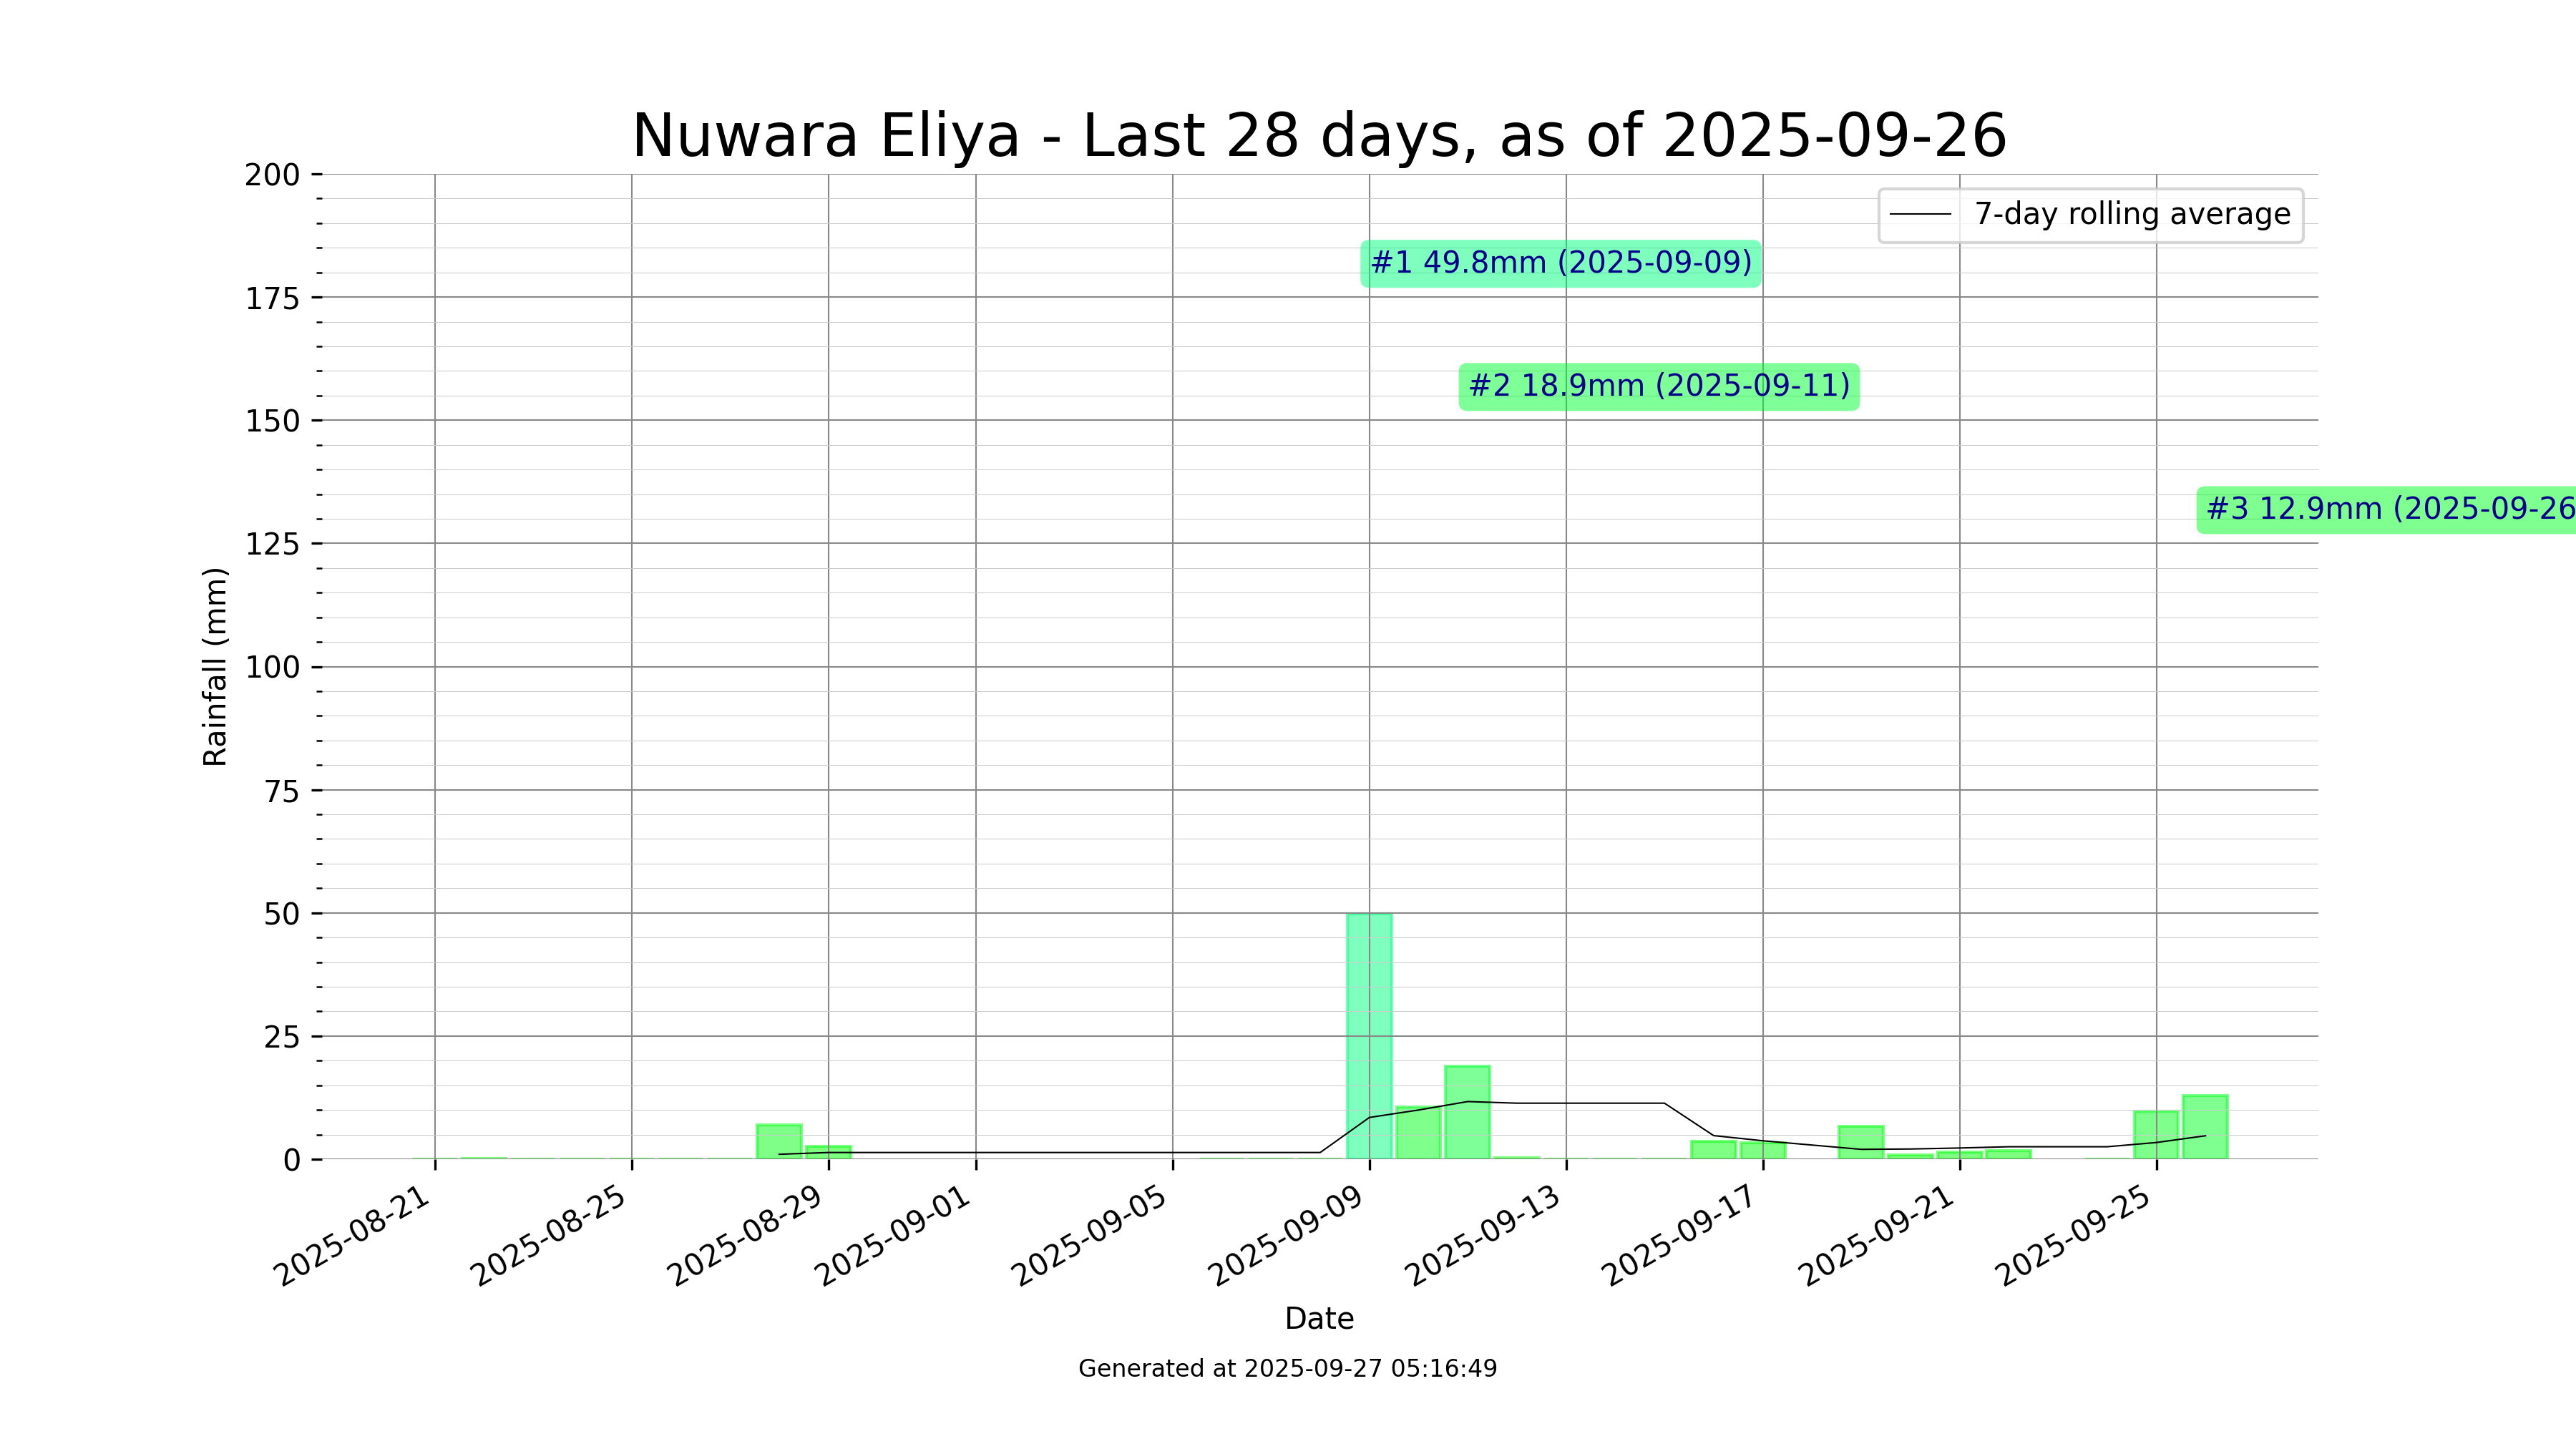 Nuwara Eliya - Last 28 days, as of 2025-09-26
200
175
150
125
100
75
50
25
0
Rainfall (mm)
7-day rolling average
#1 49.8mm (2025-09-09)
#2 18.9mm (2025-09-11)
#3 12.9mm (2025-09-26
2025-08-21
2025-08-25
2025-08-29
2025-09-01
2025-09-05
2025-09-09
2025-09-13
2025-09-17
2025-09-21
2025-09-25
Date
Generated at 2025-09-27 05:16:49